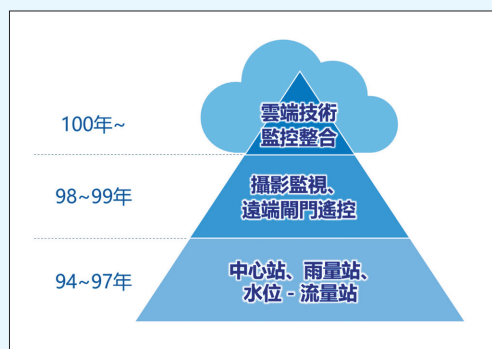 100年~
雲端技術
監控整合
98~99年
攝影監視、
遠端閘門遙控
94~97年
中心站、雨量站、
水位 - 流量站